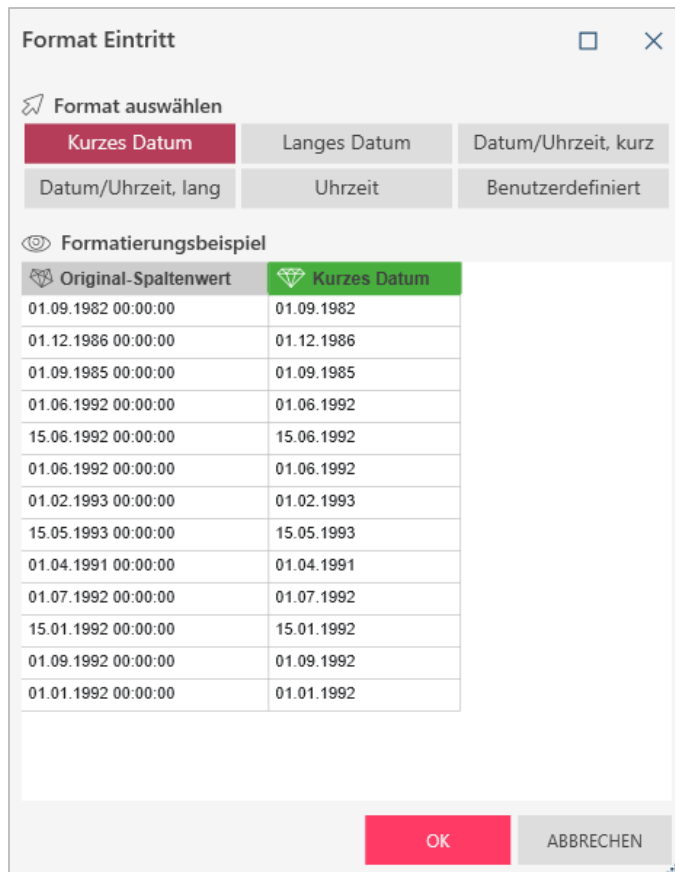 Format Eintritt
Format auswählen
Kurzes Datum Langes Datum Datum/Uhrzeit, kurz
Datum/Uhrzeit, lang Uhrzeit Benutzerdefiniert
Formatierungsbeispiel
Original-Spaltenwert Kurzes Datum
01.09.1982 00:00:00 01.09.1982
01.12.1986 00:00:00 01.12.1986
01.09.1985 00:00:00 01.09.1985
01.06.1992 00:00:00 01.06.1992
15.06.1992 00:00:00 15.06.1992
01.06.1992 00:00:00 01.06.1992
01.02.1993 00:00:00 01.02.1993
15.05.1993 00:00:00 15.05.1993
01.04.1991 00:00:00 01.04.1991
01.07.1992 00:00:00 01.07.1992
15.01.1992 00:00:00 15.01.1992
01.09.1992 00:00:00 01.09.1992
01.01.1992 00:00:00 01.01.1992
OK ABBRECHEN